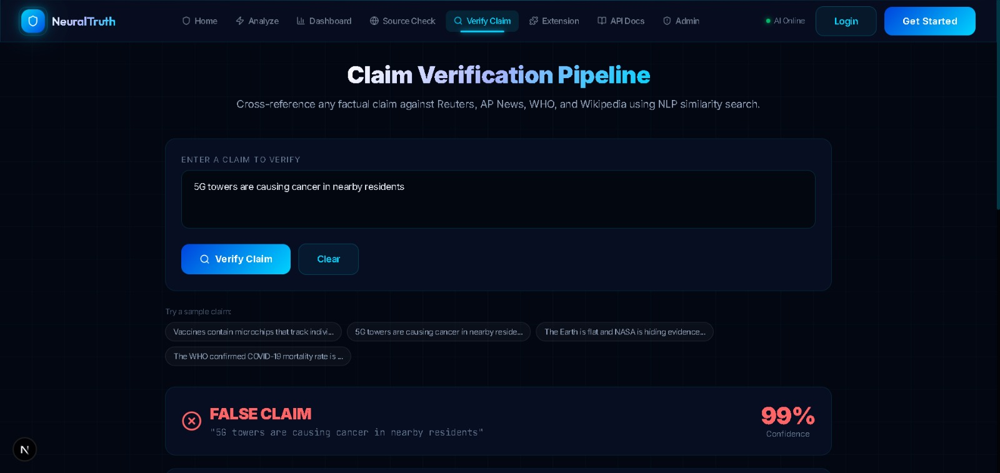 NeuralTruth Home Analyze Dashboard Source Check Verify Claim Extension API Docs Admin AI Online Login Get Started
Claim Verification Pipeline
Cross-reference any factual claim against Reuters, AP News, WHO, and Wikipedia using NLP similarity search.
ENTER A CLAIM TO VERIFY
5G towers are causing cancer in nearby residents
Verify Claim Clear
Try a sample claim:
Vaccines contain microchips that track indivi... 5G towers are causing cancer in nearby reside... The Earth is flat and NASA is hiding evidence...
The WHO confirmed COVID-19 mortality rate is ...
FALSE CLAIM 99%
"5G towers are causing cancer in nearby residents" Confidence
N